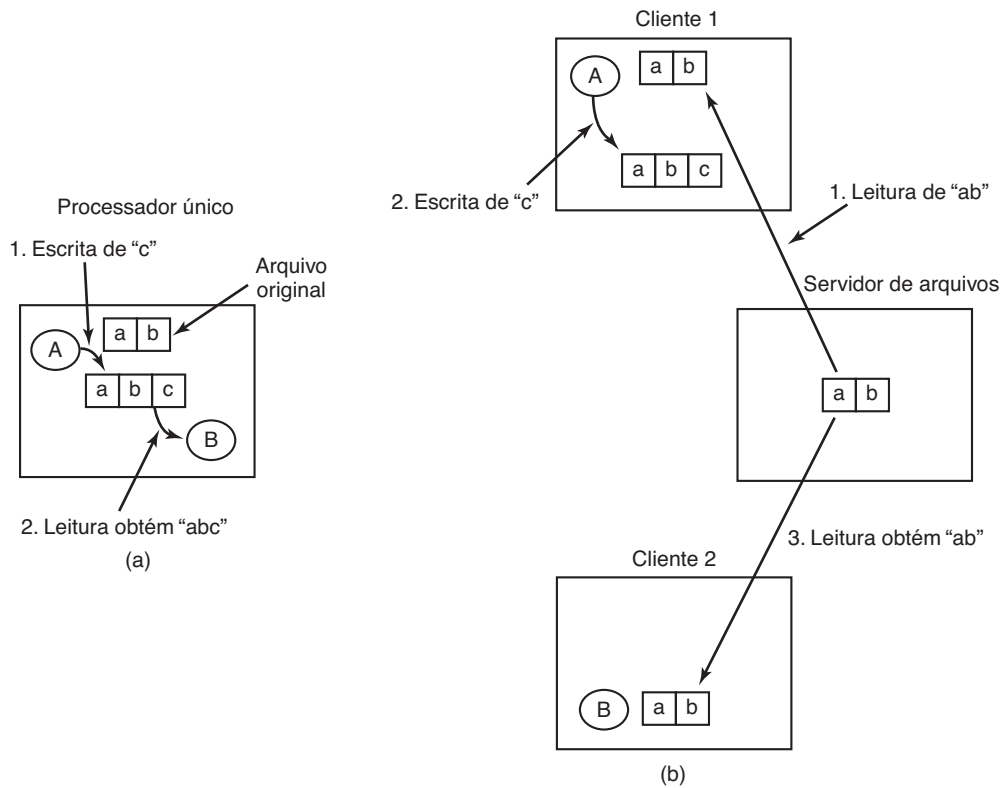 Processador único
1. Escrita de “c”
Arquivo
original
A
a b
a b c
B
2. Leitura obtém “abc”
(a)
Cliente 1
A
a b
a b c
2. Escrita de “c”
1. Leitura de “ab”
Servidor de arquivos
a b
3. Leitura obtém “ab”
Cliente 2
B
a b
(b)